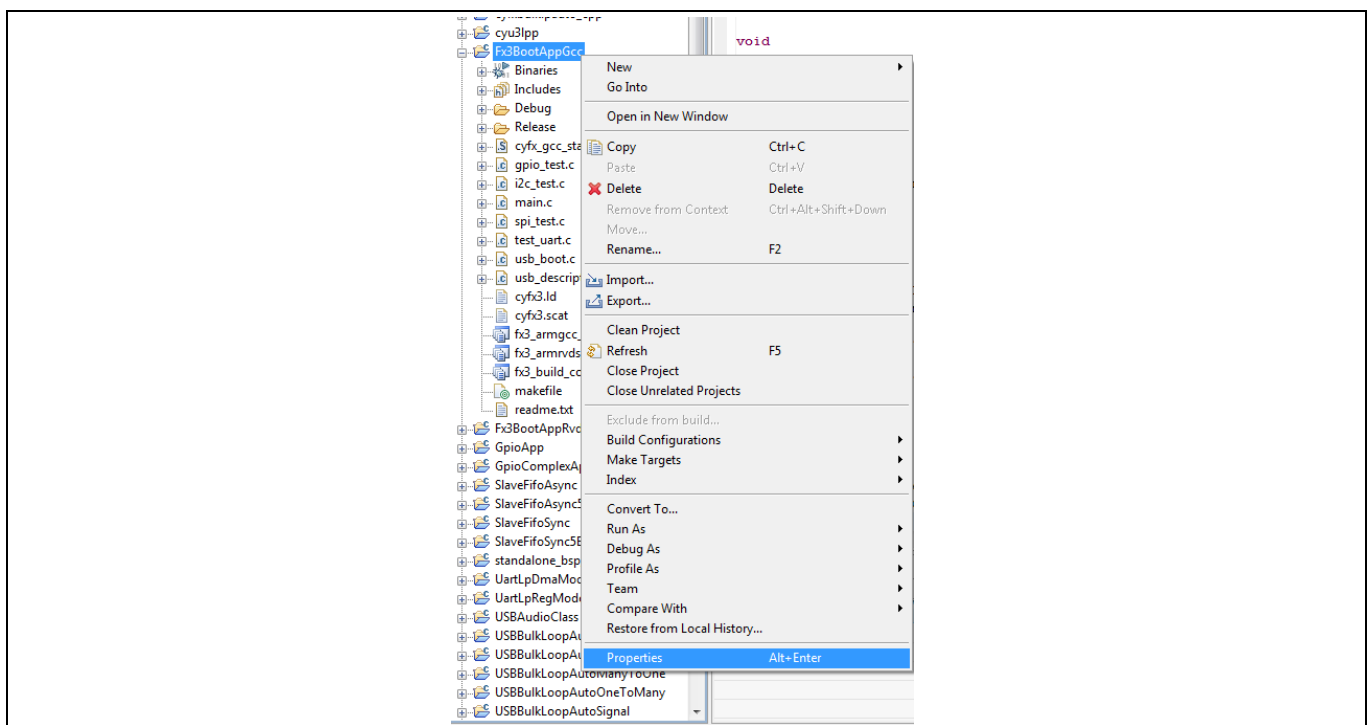 cyu3lpp
void
Fx3BootAppGcc
Binaries
Includes
Debug
Release
cyfx_gcc_sta
gpio_test.c
i2c_test.c
main.c
spi_test.c
test_uart.c
usb_boot.c
usb_descrip
cyfx3.ld
cyfx3.scat
fx3_armgcc_
fx3_armrvds
fx3_build_cc
makefile
readme.txt
Fx3BootAppRvd
GpioApp
GpioComplexAp
SlaveFifoAsync
SlaveFifoAsync5
SlaveFifoSync
SlaveFifoSync5B
standalone_bsp
UartLpDmaMod
UartLpRegMode
USBAudioClass
USBBulkLoopAu
USBBulkLoopAu
USBBulkLoopAutoManyToOne
USBBulkLoopAutoOneToMany
USBBulkLoopAutoSignal
New
Go Into
Open in New Window
Copy Ctrl+C
Paste Ctrl+V
Delete Delete
Remove from Context Ctrl+Alt+Shift+Down
Move...
Rename... F2
Import...
Export...
Clean Project
Refresh F5
Close Project
Close Unrelated Projects
Exclude from build...
Build Configurations
Make Targets
Index
Convert To...
Run As
Debug As
Profile As
Team
Compare With
Restore from Local History...
Properties Alt+Enter